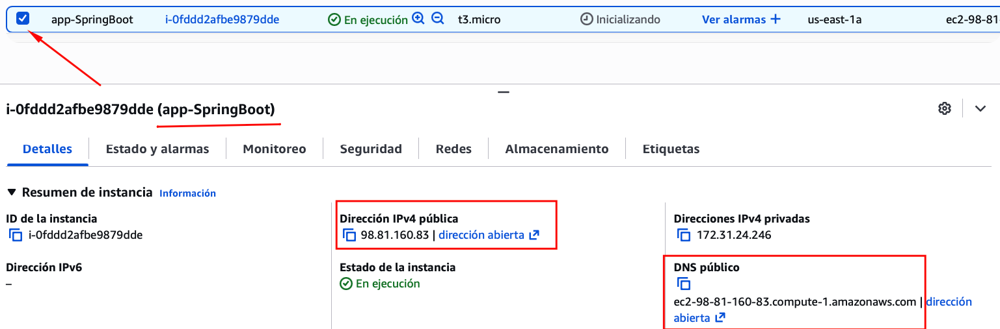 app-SpringBoot i-0fddd2afbe9879dde En ejecución t3.micro Inicializando Ver alarmas + us-east-1a ec2-98-81-
i-0fddd2afbe9879dde (app-SpringBoot)
Detalles Estado y alarmas Monitoreo Seguridad Redes Almacenamiento Etiquetas
Resumen de instancia Información
ID de la instancia
i-0fddd2afbe9879dde
Dirección IPv4 pública
98.81.160.83 | dirección abierta
Direcciones IPv4 privadas
172.31.24.246
Dirección IPv6
–
Estado de la instancia
En ejecución
DNS público
ec2-98-81-160-83.compute-1.amazonaws.com | dirección
abierta